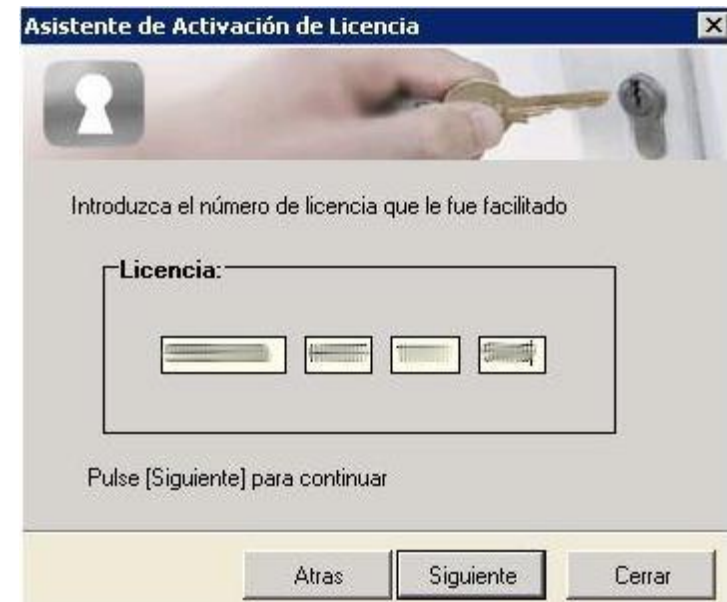 Asistente de Activación de Licencia
Introduzca el número de licencia que le fue facilitado
Licencia:
Pulse [Siguiente] para continuar
Atras Siguiente Cerrar